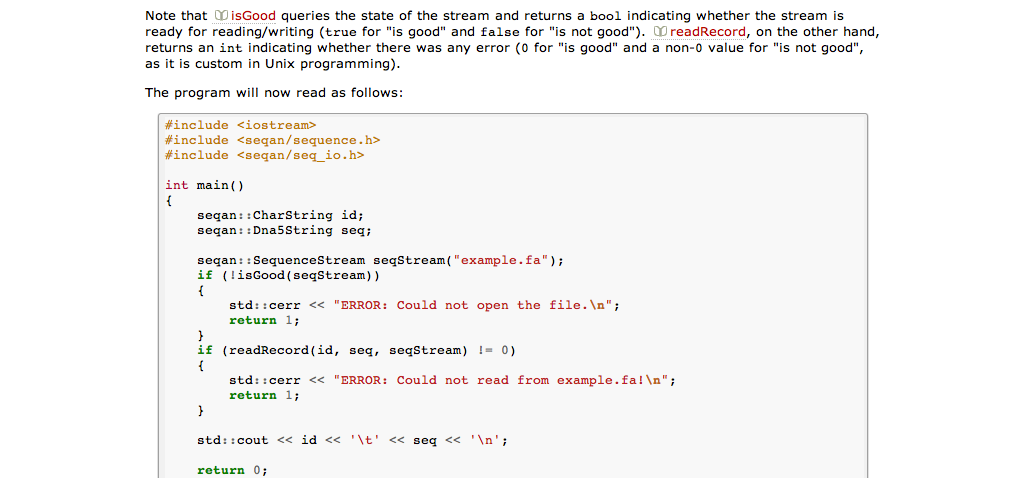 Note that isGood queries the state of the stream and returns a bool indicating whether the stream is
ready for reading/writing (true for "is good" and false for "is not good"). readRecord, on the other hand,
returns an int indicating whether there was any error (0 for "is good" and a non-0 value for "is not good",
as it is custom in Unix programming).
The program will now read as follows:
#include <iostream>
#include <seqan/sequence.h>
#include <seqan/seq_io.h>
int main()
{
    seqan::CharString id;
    seqan::Dna5String seq;
    seqan::SequenceStream seqStream("example.fa");
    if (!isGood(seqStream))
    {
        std::cerr << "ERROR: Could not open the file.\n";
        return 1;
    }
    if (readRecord(id, seq, seqStream) != 0)
    {
        std::cerr << "ERROR: Could not read from example.fa!\n";
        return 1;
    }
    std::cout << id << '\t' << seq << '\n';
    return 0;